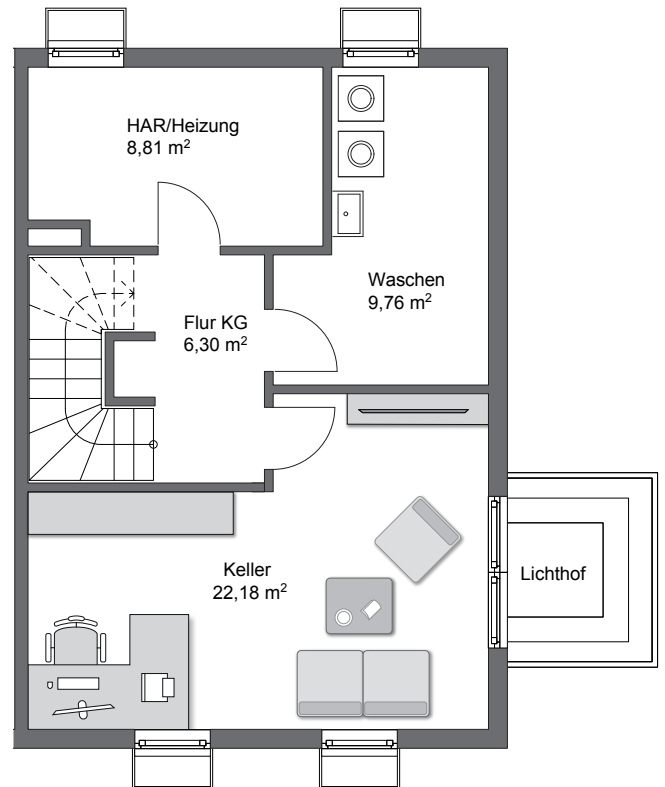 HAR/Heizung
8,81 m²
Waschen
9,76 m²
Flur KG
6,30 m²
Keller
22,18 m²
Lichthof